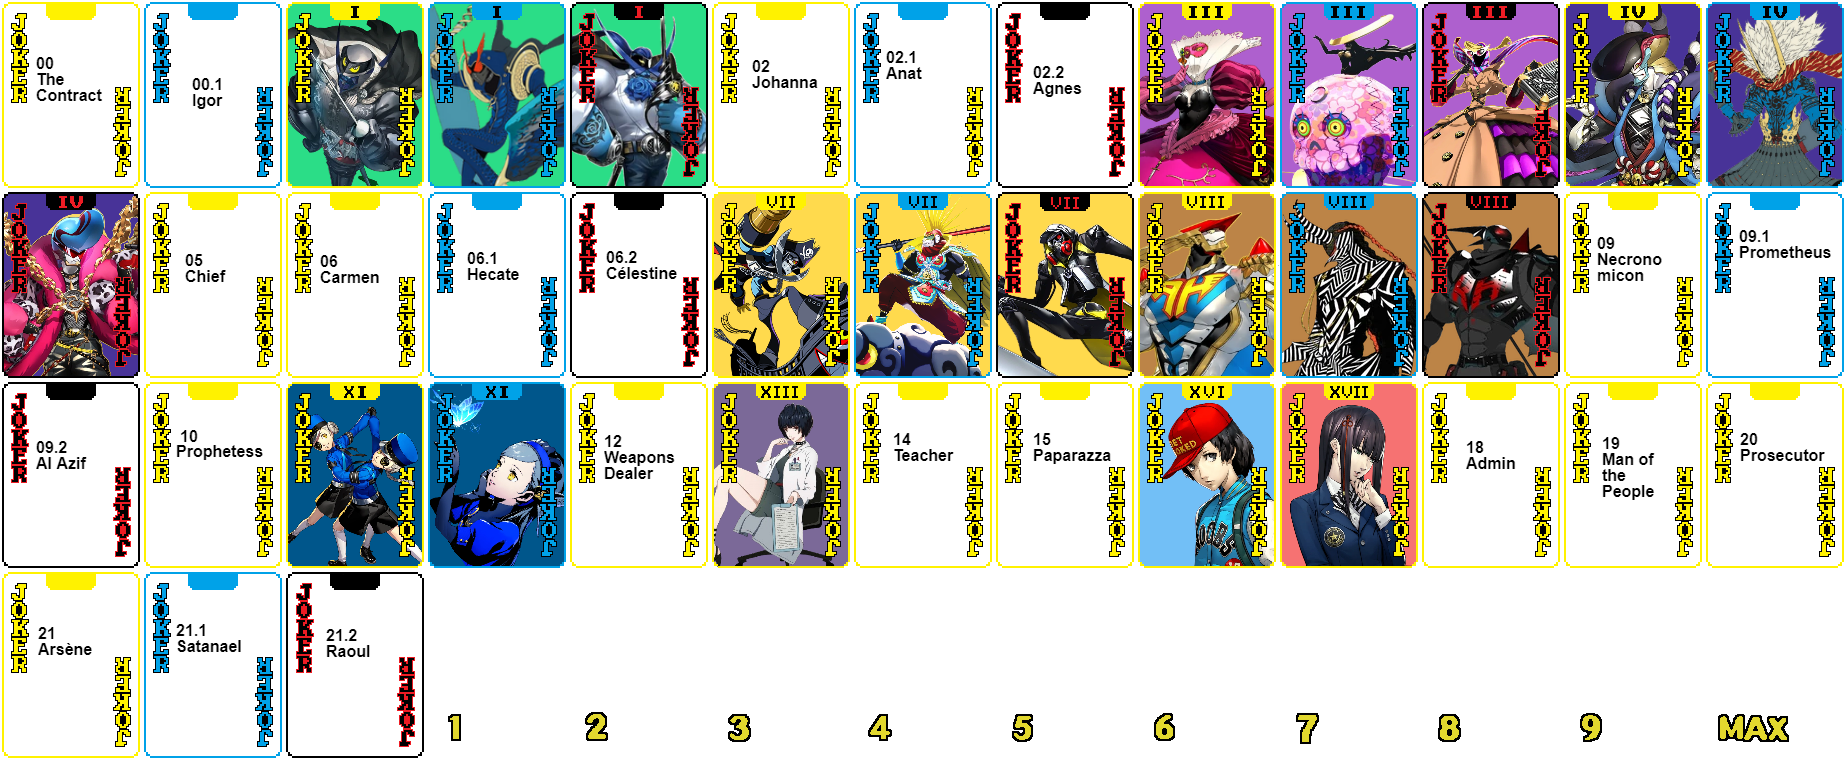 JOKER
00
The
Contract
JOKER
JOKER
00.1
Igor
JOKER
I
JOKER
JOKER
I
JOKER
JOKER
I
JOKER
JOKER
JOKER
02
Johanna
JOKER
JOKER
02.1
Anat
JOKER
JOKER
02.2
Agnes
JOKER
III
JOKER
JOKER
III
JOKER
JOKER
III
JOKER
JOKER
IV
JOKER
JOKER
IV
JOKER
JOKER
IV
JOKER
JOKER
JOKER
05
Chief
JOKER
JOKER
06
Carmen
JOKER
JOKER
06.1
Hecate
JOKER
JOKER
06.2
Célestine
JOKER
VII
JOKER
JOKER
VII
JOKER
JOKER
VII
JOKER
JOKER
VIII
JOKER
JOKER
VIII
JOKER
JOKER
VIII
JOKER
JOKER
JOKER
09
Necrono
micon
JOKER
JOKER
09.1
Prometheus
JOKER
JOKER
09.2
Al Azif
JOKER
JOKER
10
Prophetess
JOKER
XI
JOKER
JOKER
XI
JOKER
JOKER
JOKER
12
Weapons
Dealer
JOKER
XIII
JOKER
JOKER
JOKER
14
Teacher
JOKER
JOKER
15
Paparazza
JOKER
XVI
JOKER
JOKER
XVII
JOKER
JOKER
JOKER
18
Admin
JOKER
JOKER
19
Man of
the
People
JOKER
JOKER
20
Prosecutor
JOKER
JOKER
21
Arsène
JOKER
JOKER
21.1
Satanael
JOKER
JOKER
21.2
Raoul
JOKER
1
2
3
4
5
6
7
8
9
MAX